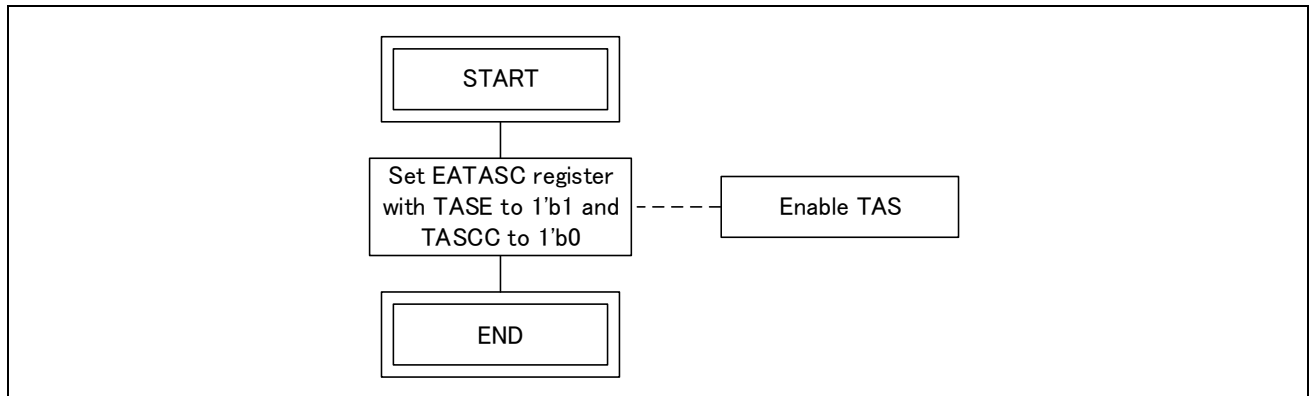 START
Set EATASC register
with TASE to 1'b1 and
TASCC to 1'b0
Enable TAS
END